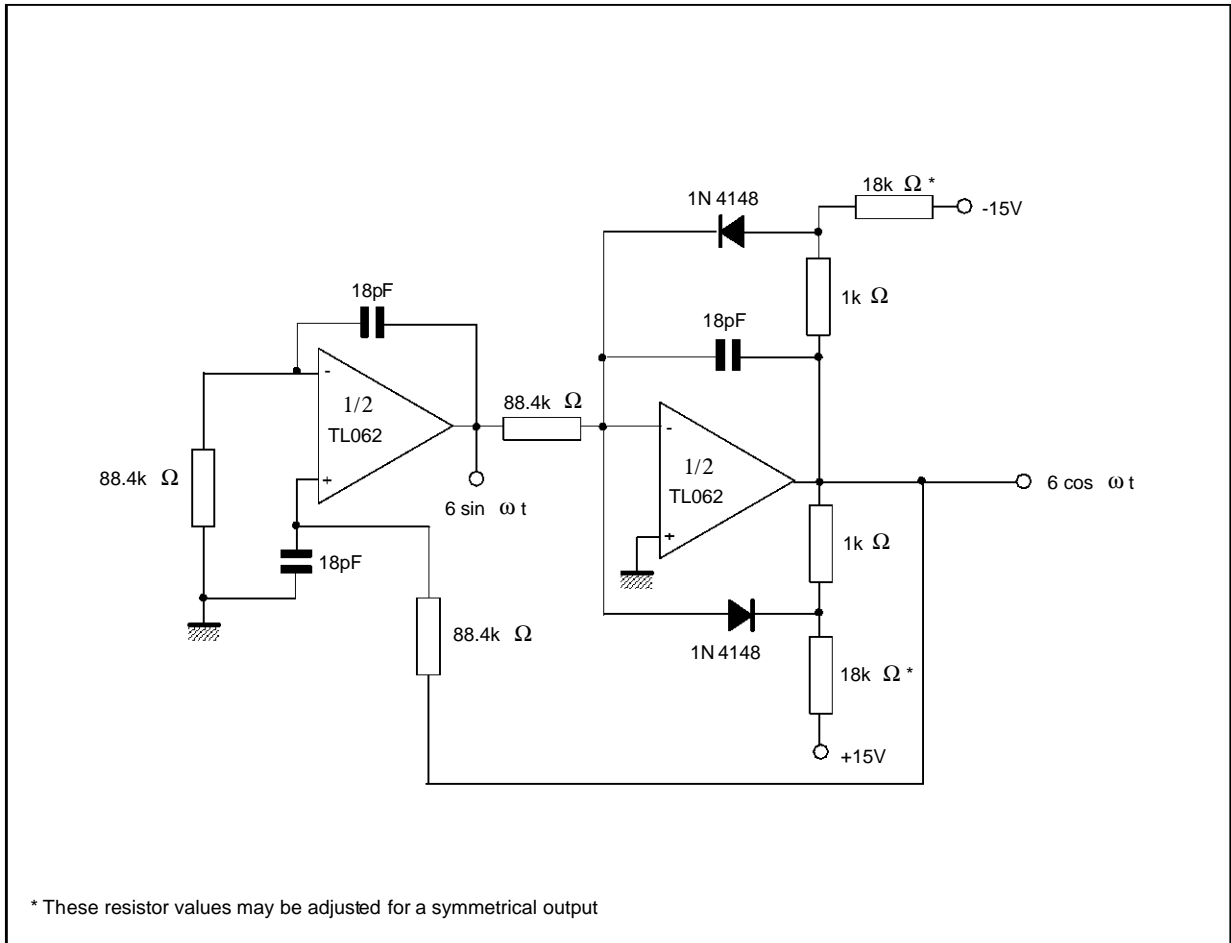 18k Ω *
1N 4148
-15V
18pF
1k Ω
18pF
88.4k Ω
1/2
TL062
-
+
88.4k Ω
6 sin ω t
18pF
-
1/2
TL062
+
6 cos ω t
1k Ω
88.4k Ω
1N 4148
18k Ω *
+15V
* These resistor values may be adjusted for a symmetrical output